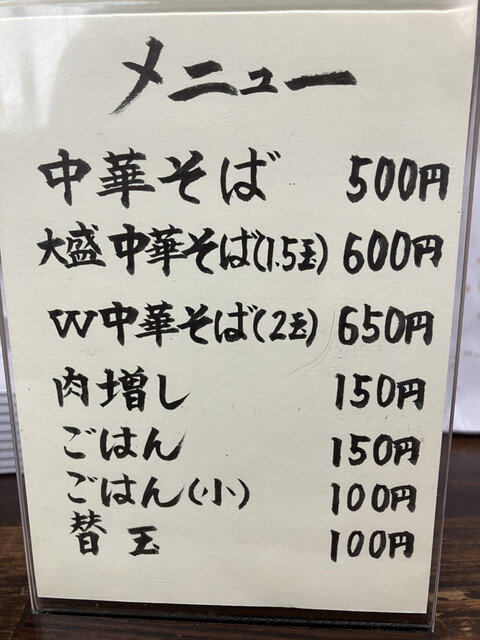 メニュー
中華そば 500円
大盛中華そば(1.5玉) 600円
W中華そば(2玉) 650円
肉増し 150円
ごはん 150円
ごはん(小) 100円
替玉 100円